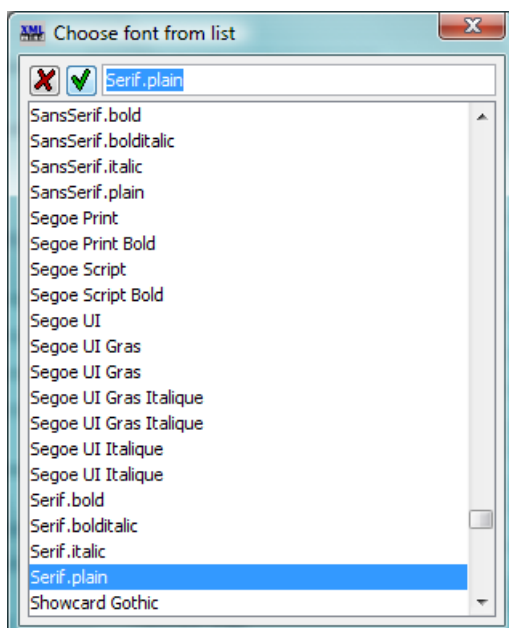 XML
Choose font from list
Serif.plain
SansSerif.bold
SansSerif.bolditalic
SansSerif.italic
SansSerif.plain
Segoe Print
Segoe Print Bold
Segoe Script
Segoe Script Bold
Segoe UI
Segoe UI Gras
Segoe UI Gras
Segoe UI Gras Italique
Segoe UI Gras Italique
Segoe UI Italique
Segoe UI Italique
Serif.bold
Serif.bolditalic
Serif.italic
Serif.plain
Showcard Gothic